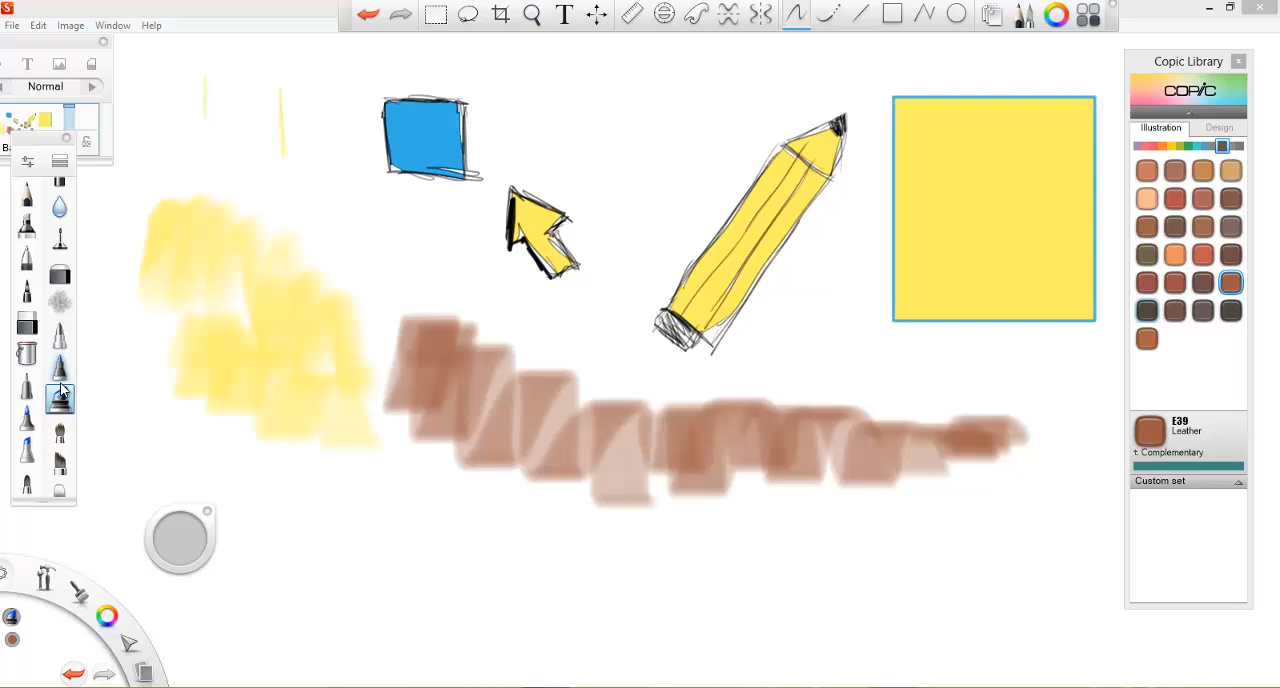 S
File Edit Image Window Help
T
T
Normal
Copic Library
COPIC
Illustration Design
E39
Leather
t: Complementary
Custom set